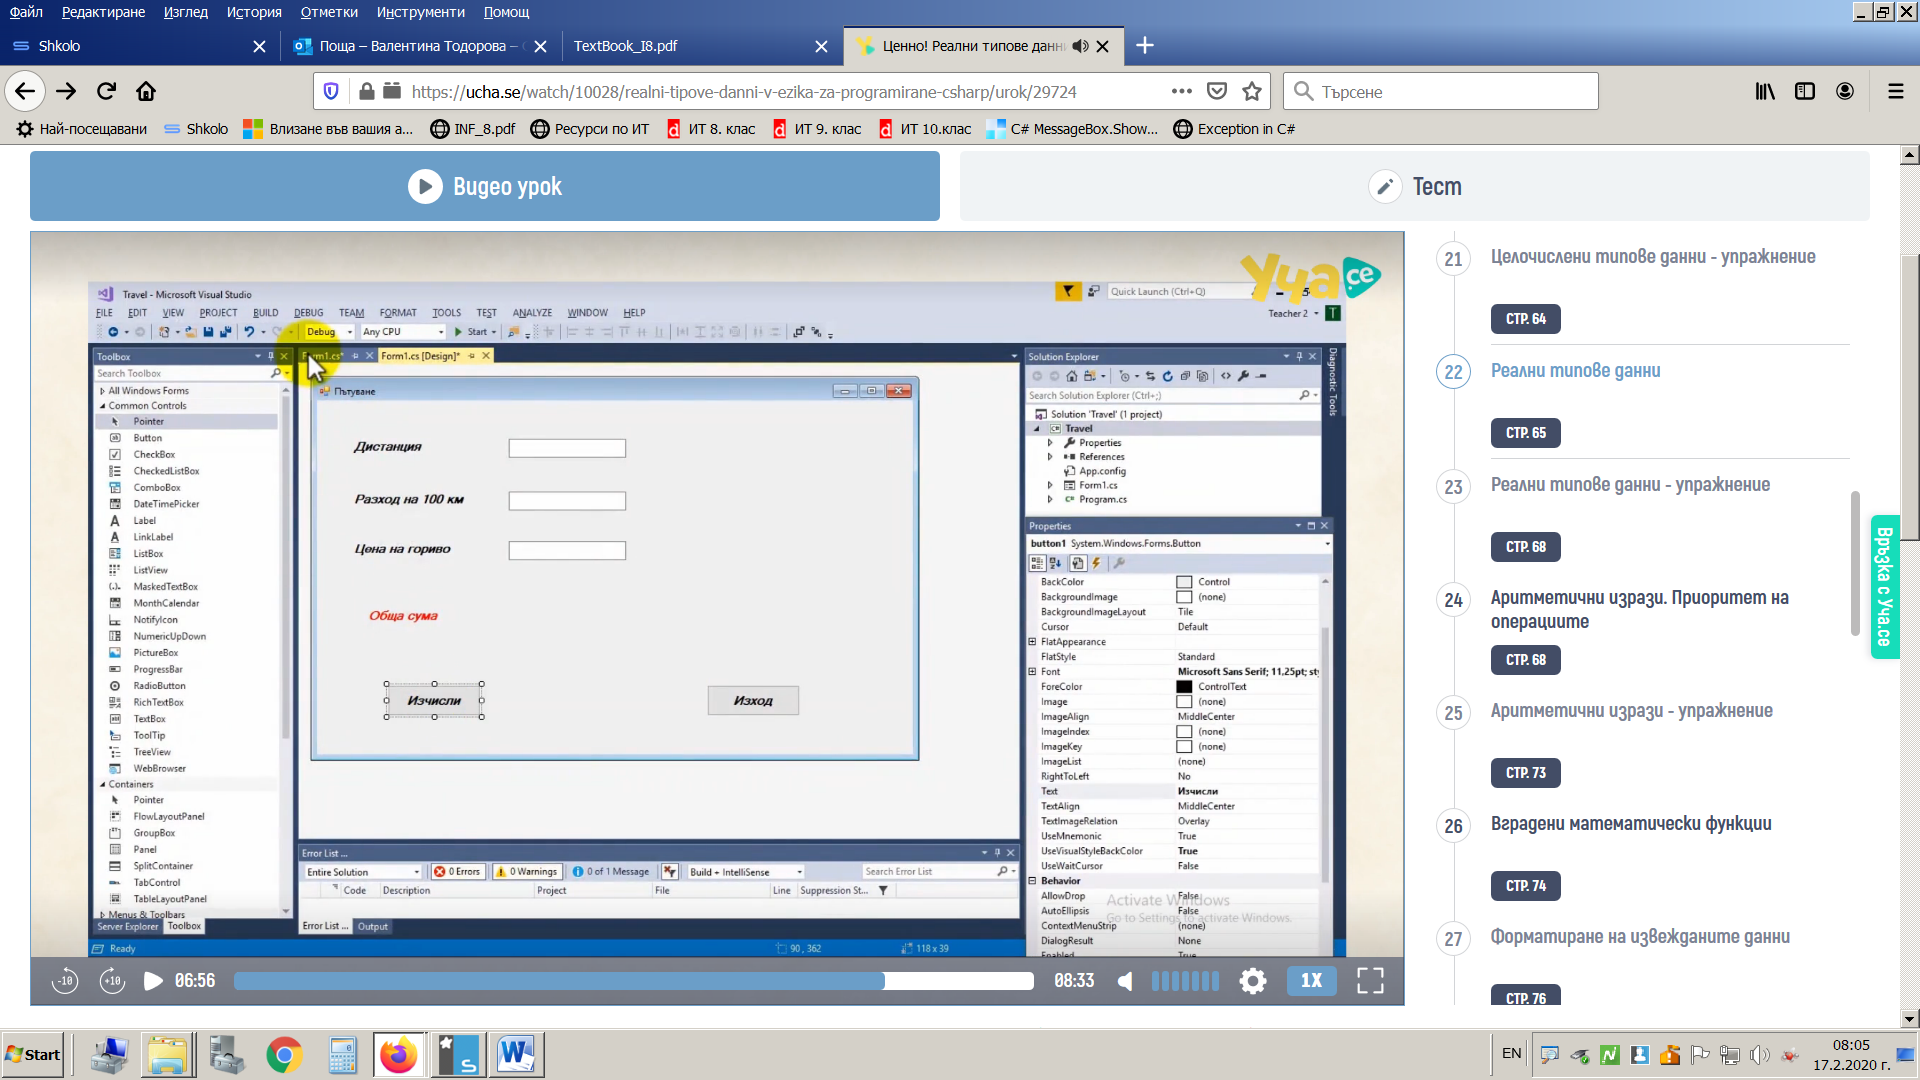 Файл Редактиране Изглед История Отметки Инструменти Помощ
Shkolo
Поща – Валентина Тодорова –
TextBook_I8.pdf
Ценно! Реални типове данни
https://ucha.se/watch/10028/realni-tipove-danni-v-ezika-za-programirane-csharp/urok/29724
Търсене
Най-посещавани Shkolo Влизане във вашия а... INF_8.pdf Ресурси по ИТ ИТ 8. клас ИТ 9. клас ИТ 10.клас C# MessageBox.Show... Exception in C#
Видео урок
Тест
Уча.се
Travel - Microsoft Visual Studio
Quick Launch (Ctrl+Q)
FILE EDIT VIEW PROJECT BUILD DEBUG TEAM FORMAT TOOLS TEST ANALYZE WINDOW HELP
Teacher 2 T
Debug Any CPU Start
Toolbox
Form1.cs* Form1.cs [Design]*
Search Toolbox
All Windows Forms
Common Controls
Pointer
Button
CheckBox
CheckedListBox
ComboBox
DateTimePicker
Label
LinkLabel
ListBox
ListView
MaskedTextBox
MonthCalendar
NotifyIcon
NumericUpDown
PictureBox
ProgressBar
RadioButton
RichTextBox
TextBox
ToolTip
TreeView
WebBrowser
Containers
Pointer
FlowLayoutPanel
GroupBox
Panel
SplitContainer
TabControl
TableLayoutPanel
Menus & Toolbars
Server Explorer Toolbox
Пътуване
Дистанция
Разход на 100 км
Цена на гориво
Обща сума
Изчисли
Изход
Error List ...
Entire Solution 0 Errors 0 Warnings 0 of 1 Message Build + IntelliSense Search Error List
Code Description Project File Line Suppression St...
Error List ... Output
Ready 90 , 362 118 x 39
Solution Explorer
Search Solution Explorer (Ctrl+;)
Solution 'Travel' (1 project)
Travel
Properties
References
App.config
Form1.cs
Program.cs
Diagnostic Tools
Properties
button1 System.Windows.Forms.Button
BackColor Control
BackgroundImage (none)
BackgroundImageLayout Tile
Cursor Default
FlatAppearance
FlatStyle Standard
Font Microsoft Sans Serif; 11,25pt; sty
ForeColor ControlText
Image (none)
ImageAlign MiddleCenter
ImageIndex (none)
ImageKey (none)
ImageList (none)
RightToLeft No
Text Изчисли
TextAlign MiddleCenter
TextImageRelation Overlay
UseMnemonic True
UseVisualStyleBackColor True
UseWaitCursor False
Behavior
AllowDrop False
AutoEllipsis False
ContextMenuStrip (none)
DialogResult None
Enabled True
Activate Windows
Go to Settings to activate Windows.
-10 +10 06:56 08:33 1X
21 Целочислени типове данни - упражнение
СТР. 64
22 Реални типове данни
СТР. 65
23 Реални типове данни - упражнение
СТР. 68
24 Аритметични изрази. Приоритет на
операциите
СТР. 68
25 Аритметични изрази - упражнение
СТР. 73
26 Вградени математически функции
СТР. 74
27 Форматиране на извежданите данни
СТР. 76
Връзка с Уча.се
Start
EN
08:05
17.2.2020 г.